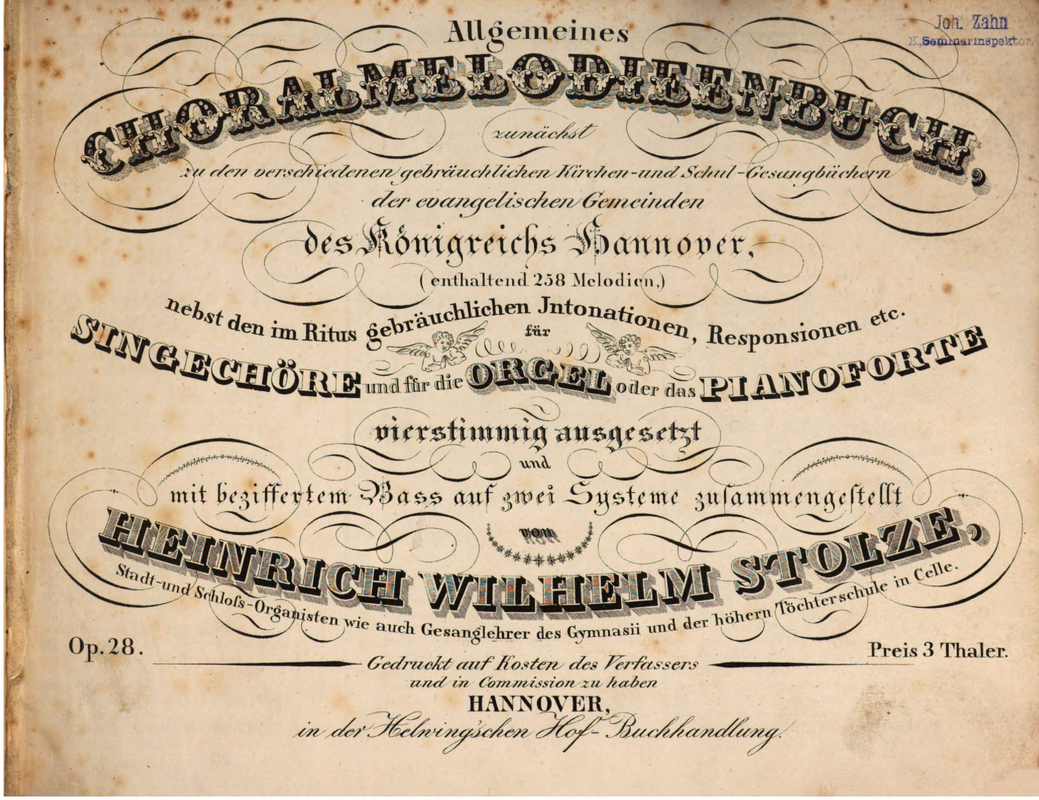 Joh. Zahn
K. Seminarinspektor.
Allgemeines
CHORALMELODIEENBUCH,
zunächst
zu den verschiedenen gebräuchlichen Kirchen-und Schul-Gesangbüchern
der evangelischen Gemeinden
des Königreichs Hannover,
(enthaltend 258 Melodien,)
nebst den im Ritus gebräuchlichen Jntonationen, Responsionen etc.
für
SINGECHÖRE und für die ORGEL oder das PIANOFORTE
vierstimmig ausgesetzt
und
mit beziffertem Bass auf zwei Systeme zusammengestellt
von
HEINRICH WILHELM STOLZE,
Stadt-und Schloſs-Organisten wie auch Gesanglehrer des Gymnasii und der höhern Töchterschule in Celle.
Op. 28.
Preis 3 Thaler.
Gedruckt auf Kosten des Verfassers
und in Commission zu haben
HANNOVER,
in der Helwing'schen Hof-Buchhandlung.